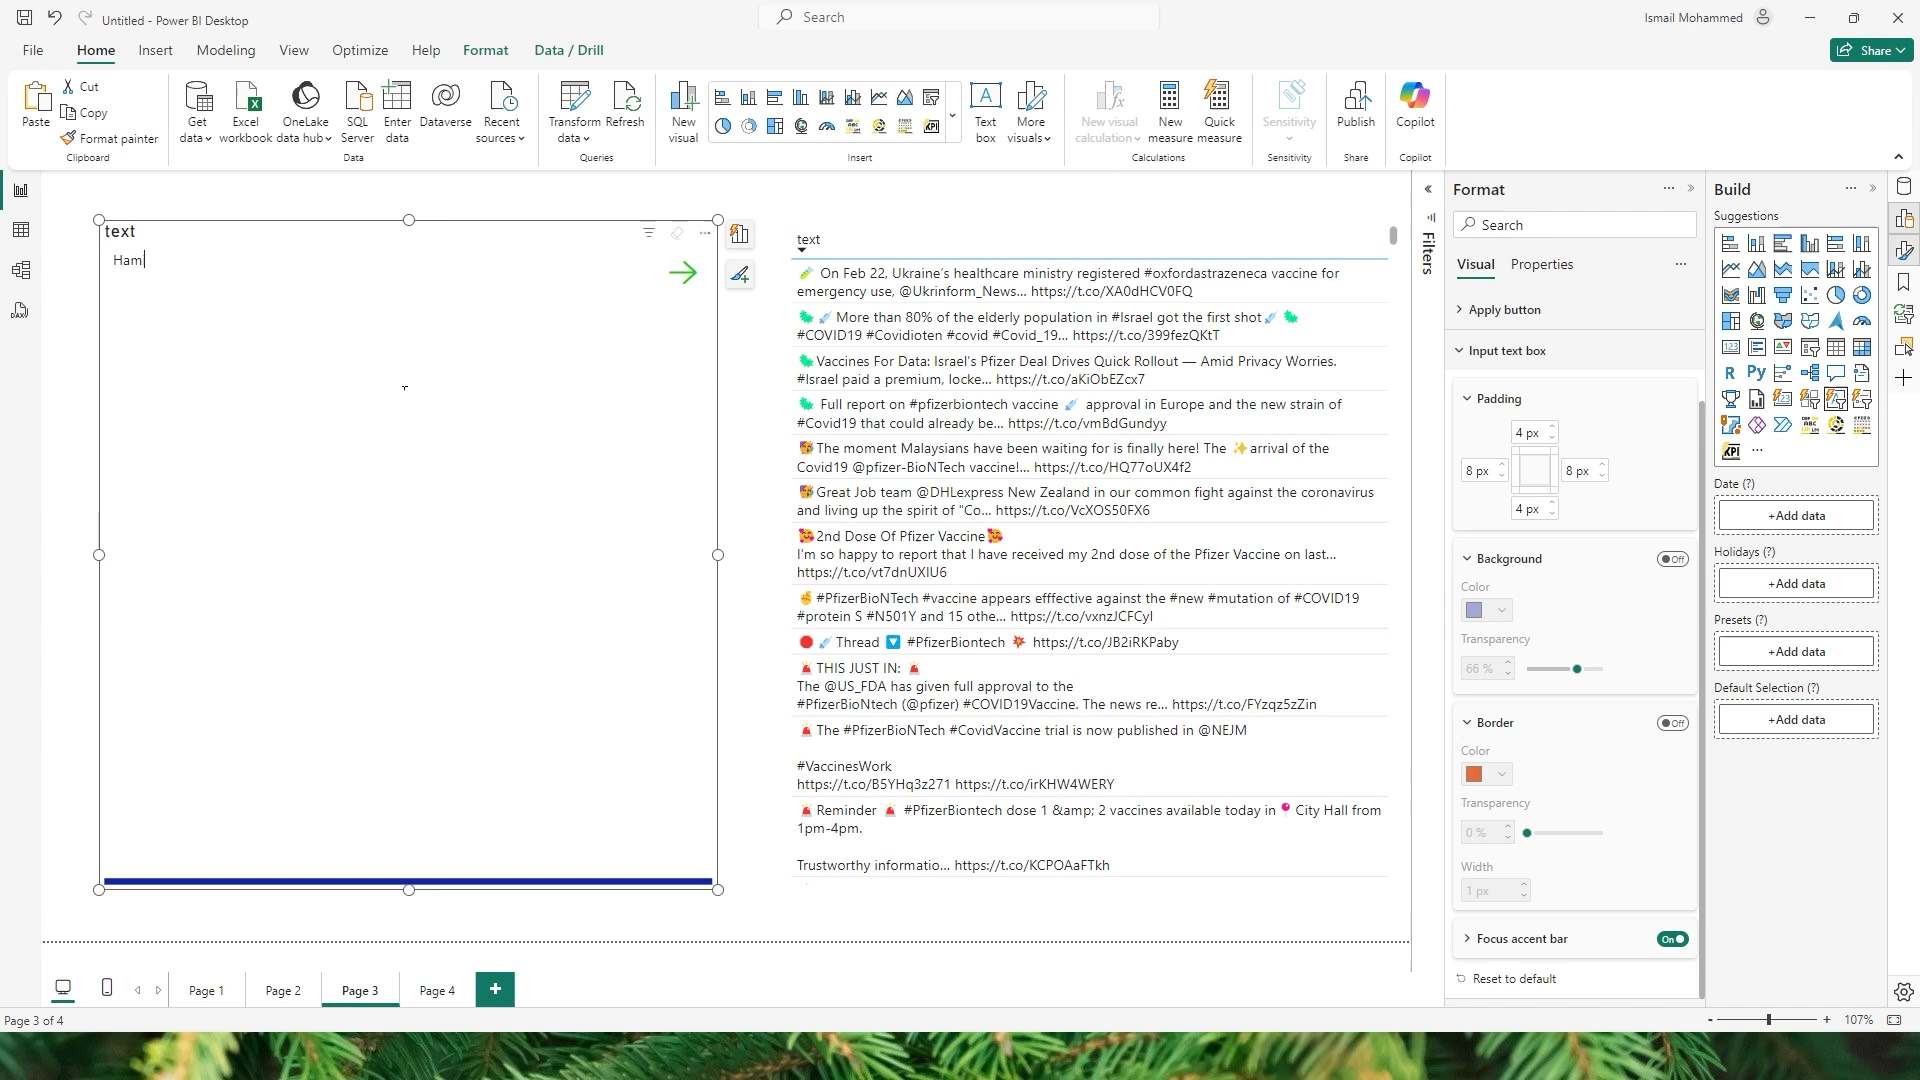 Untitled - Power BI Desktop
Search
Ismail Mohammed
File Home Insert Modeling View Optimize Help Format Data / Drill
Share
Paste
Cut
Copy
Format painter
Clipboard
Get data
Excel workbook
OneLake data hub
SQL Server
Enter data
Dataverse
Recent sources
Data
Transform data
Refresh
Queries
New visual
Text box
More visuals
Insert
New visual calculation
New measure
Quick measure
Calculations
Sensitivity
Sensitivity
Publish
Share
Copilot
Copilot
text
Ham
text
On Feb 22, Ukraine’s healthcare ministry registered #oxfordastrazeneca vaccine for
emergency use, @Ukrinform_News… https://t.co/XA0dHCV0FQ
More than 80% of the elderly population in #Israel got the first shot
#COVID19 #Covidioten #covid #Covid_19… https://t.co/399fezQKtT
Vaccines For Data: Israel's Pfizer Deal Drives Quick Rollout — Amid Privacy Worries.
#Israel paid a premium, locke… https://t.co/aKiObEZcx7
Full report on #pfizerbiontech vaccine approval in Europe and the new strain of
#Covid19 that could already be… https://t.co/vmBdGundyy
The moment Malaysians have been waiting for is finally here! The ✨arrival of the
Covid19 @pfizer-BioNTech vaccine!… https://t.co/HQ77oUX4f2
Great Job team @DHLexpress New Zealand in our common fight against the coronavirus
and living up the spirit of "Co… https://t.co/VcXOS50FX6
2nd Dose Of Pfizer Vaccine
I'm so happy to report that I have received my 2nd dose of the Pfizer Vaccine on last…
https://t.co/vt7dnUXIU6
#PfizerBioNTech #vaccine appears efffective against the #new #mutation of #COVID19
#protein S #N501Y and 15 othe… https://t.co/vxnzJCFCyl
Thread #PfizerBiontech https://t.co/JB2iRKPaby
THIS JUST IN:
The @US_FDA has given full approval to the
#PfizerBioNtech (@pfizer) #COVID19Vaccine. The news re… https://t.co/FYzqz5zZin
The #PfizerBioNTech #CovidVaccine trial is now published in @NEJM
#VaccinesWork
https://t.co/B5YHq3z271 https://t.co/irKHW4WERY
Reminder #PfizerBiontech dose 1 &amp; 2 vaccines available today in City Hall from
1pm-4pm.
Trustworthy informatio… https://t.co/KCPOAaFTkh
Filters
Format
Search
Visual Properties
Apply button
Input text box
Padding
4 px
8 px
8 px
4 px
Background
Off
Color
Transparency
66 %
Border
Off
Color
Transparency
0 %
Width
1 px
Focus accent bar
On
Reset to default
Build
Suggestions
Date (?)
+Add data
Holidays (?)
+Add data
Presets (?)
+Add data
Default Selection (?)
+Add data
Page 1 Page 2 Page 3 Page 4
Page 3 of 4
107%